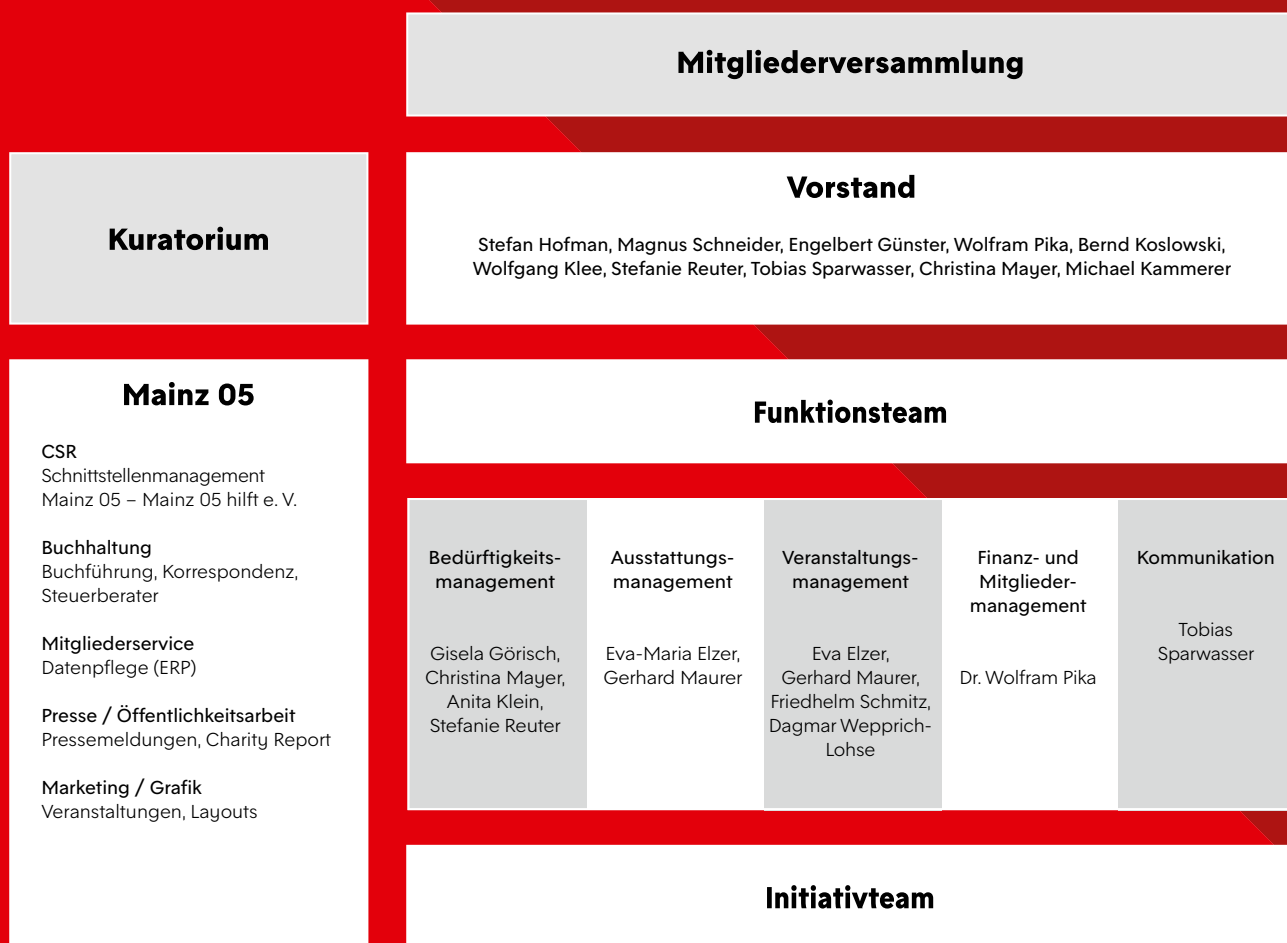 Mitgliederversammlung
Kuratorium
Vorstand
Stefan Hofman, Magnus Schneider, Engelbert Günster, Wolfram Pika, Bernd Koslowski,
Wolfgang Klee, Stefanie Reuter, Tobias Sparwasser, Christina Mayer, Michael Kammerer
Mainz 05
CSR
Schnittstellenmanagement
Mainz 05 – Mainz 05 hilft e. V.
Buchhaltung
Buchführung, Korrespondenz,
Steuerberater
Mitgliederservice
Datenpflege (ERP)
Presse / Öffentlichkeitsarbeit
Pressemeldungen, Charity Report
Marketing / Grafik
Veranstaltungen, Layouts
Funktionsteam
Bedürftigkeits-
management
Gisela Görisch,
Christina Mayer,
Anita Klein,
Stefanie Reuter
Ausstattungs-
management
Eva-Maria Elzer,
Gerhard Maurer
Veranstaltungs-
management
Eva Elzer,
Gerhard Maurer,
Friedhelm Schmitz,
Dagmar Wepprich-
Lohse
Finanz- und
Mitglieder-
management
Dr. Wolfram Pika
Kommunikation
Tobias
Sparwasser
Initiativteam